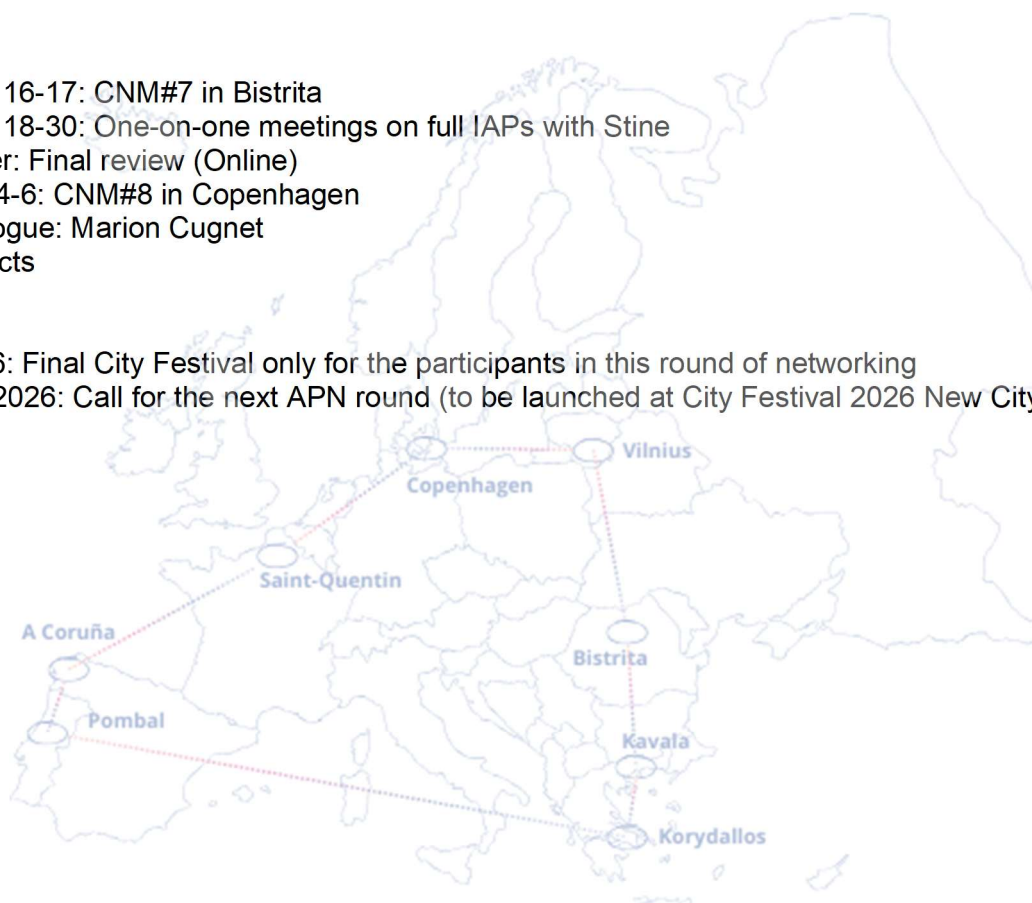 16-17: CNM#7 in Bistrita
18-30: One-on-one meetings on full IAPs with Stine
er: Final review (Online)
4-6: CNM#8 in Copenhagen
ogue: Marion Cugnet
cts
6: Final City Festival only for the participants in this round of networking
2026: Call for the next APN round (to be launched at City Festival 2026 New City
Vilnius
Copenhagen
Saint-Quentin
A Coruña
Bistrita
Pombal
Kavala
Korydallos